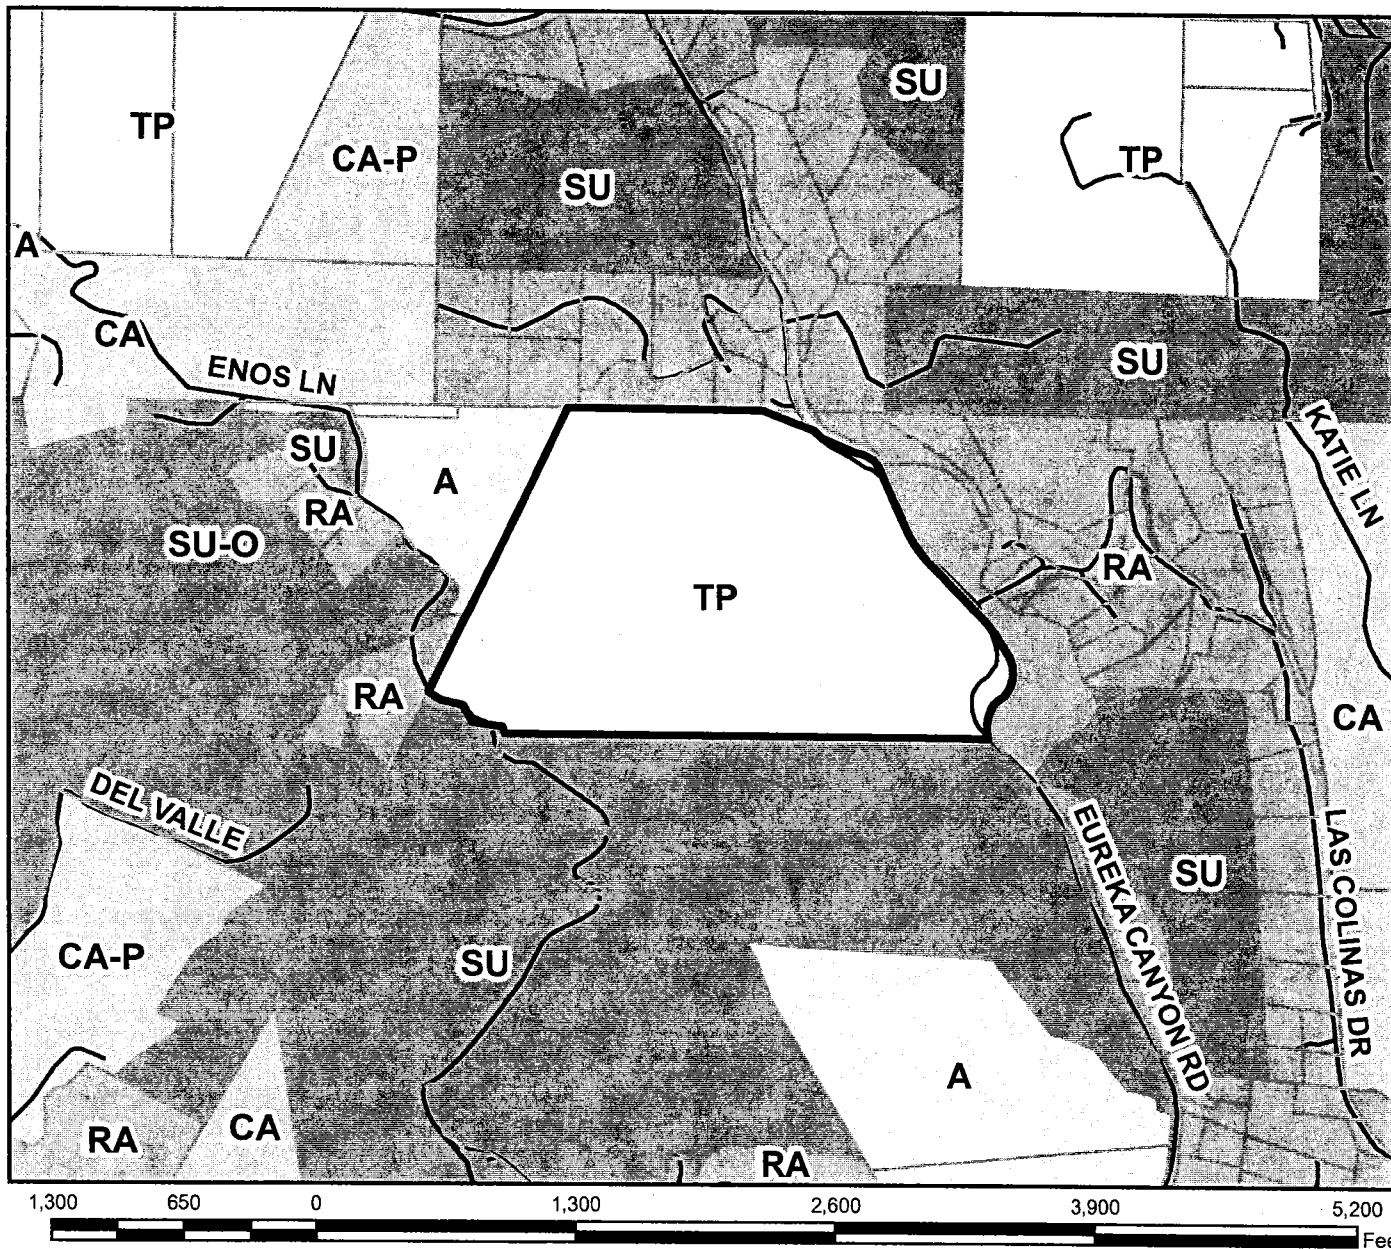 SU
TP
CA-P
TP
SU
A
CA
SU
ENOS LN
KATIE LN
SU
A
RA
SU-O
RA
TP
RA
CA
DEL VALLE
EUREKA CANYON RD
LAS COLINAS DR
SU
CA-P
SU
A
RA
CA
RA
1,300 650 0 1,300 2,600 3,900 5,200
Fee